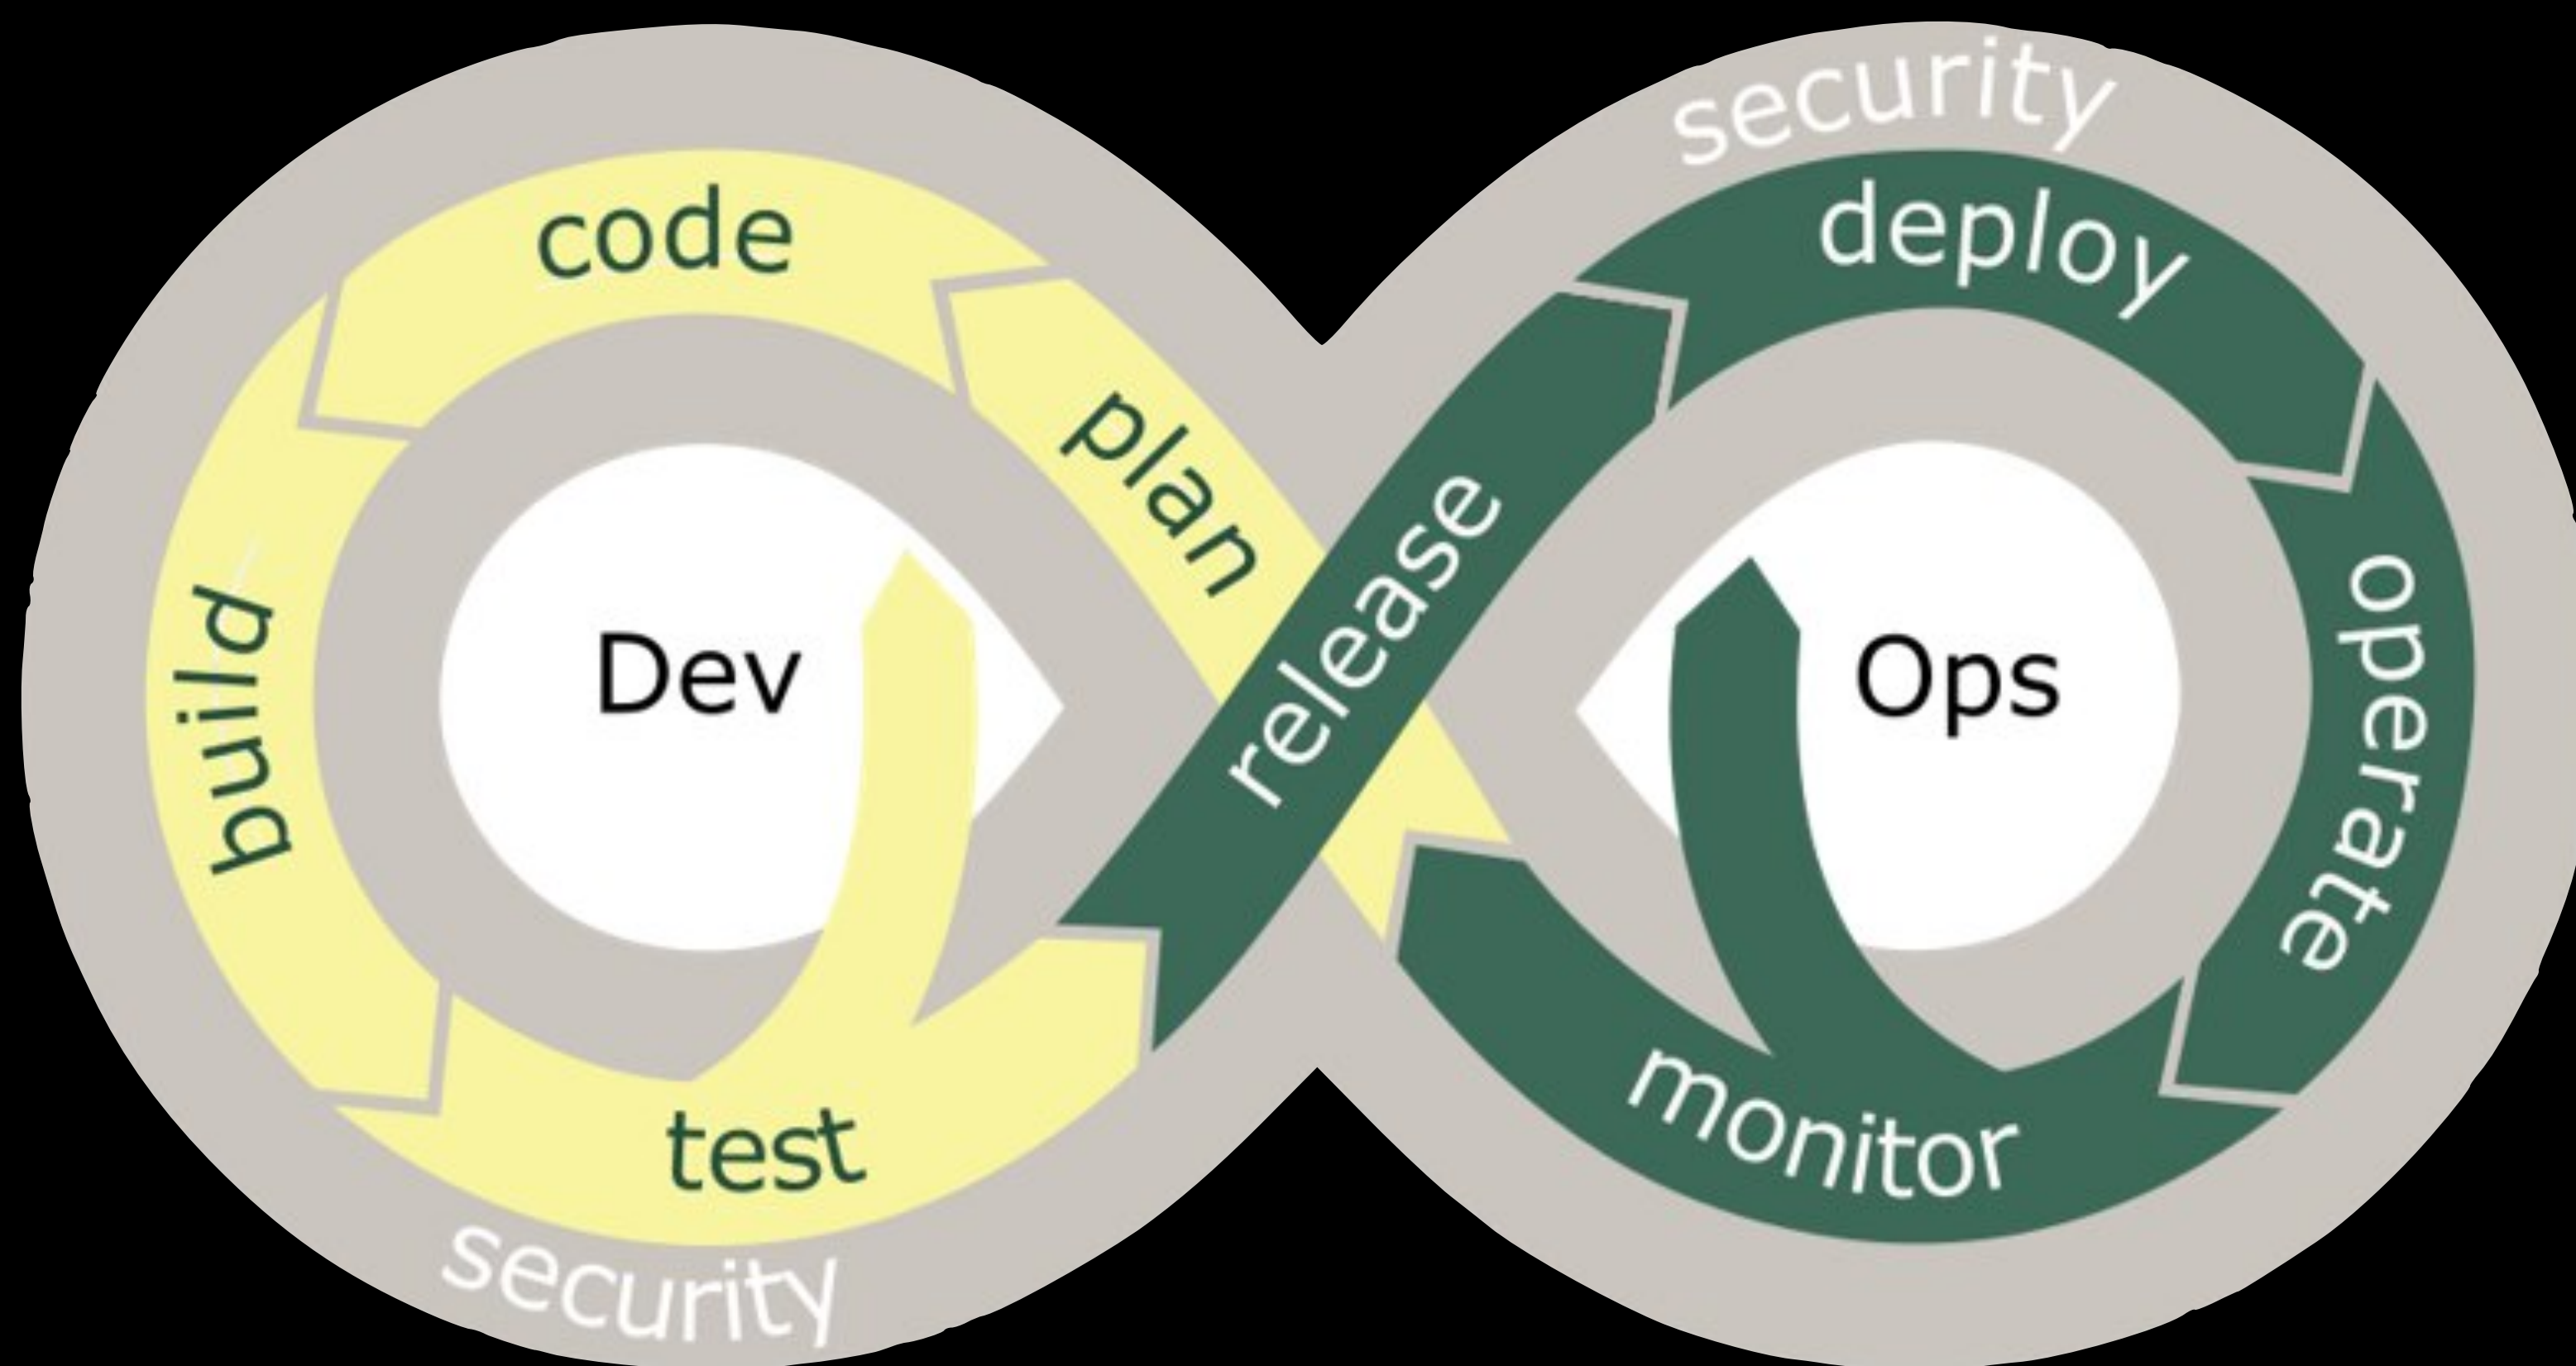 security
code
deploy
plan
release
build
Dev
Ops
operate
test
monitor
security